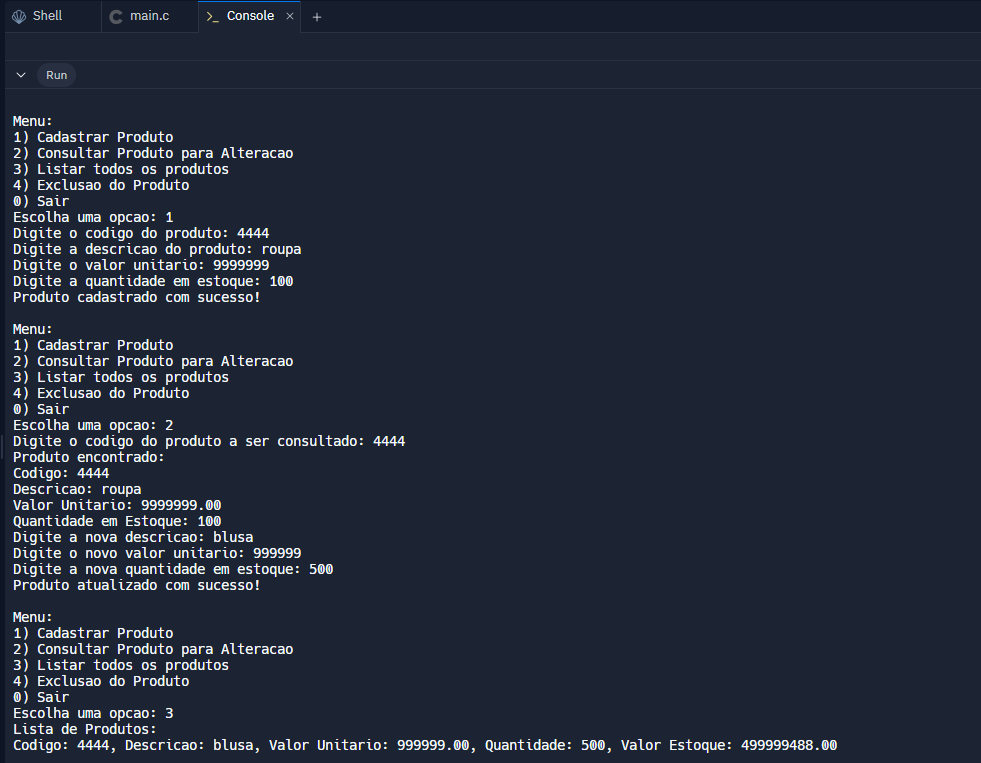 Shell main.c Console
Run
Menu:
1) Cadastrar Produto
2) Consultar Produto para Alteracao
3) Listar todos os produtos
4) Exclusao do Produto
0) Sair
Escolha uma opcao: 1
Digite o codigo do produto: 4444
Digite a descricao do produto: roupa
Digite o valor unitario: 9999999
Digite a quantidade em estoque: 100
Produto cadastrado com sucesso!
Menu:
1) Cadastrar Produto
2) Consultar Produto para Alteracao
3) Listar todos os produtos
4) Exclusao do Produto
0) Sair
Escolha uma opcao: 2
Digite o codigo do produto a ser consultado: 4444
Produto encontrado:
Codigo: 4444
Descricao: roupa
Valor Unitario: 9999999.00
Quantidade em Estoque: 100
Digite a nova descricao: blusa
Digite o novo valor unitario: 999999
Digite a nova quantidade em estoque: 500
Produto atualizado com sucesso!
Menu:
1) Cadastrar Produto
2) Consultar Produto para Alteracao
3) Listar todos os produtos
4) Exclusao do Produto
0) Sair
Escolha uma opcao: 3
Lista de Produtos:
Codigo: 4444, Descricao: blusa, Valor Unitario: 999999.00, Quantidade: 500, Valor Estoque: 499999488.00